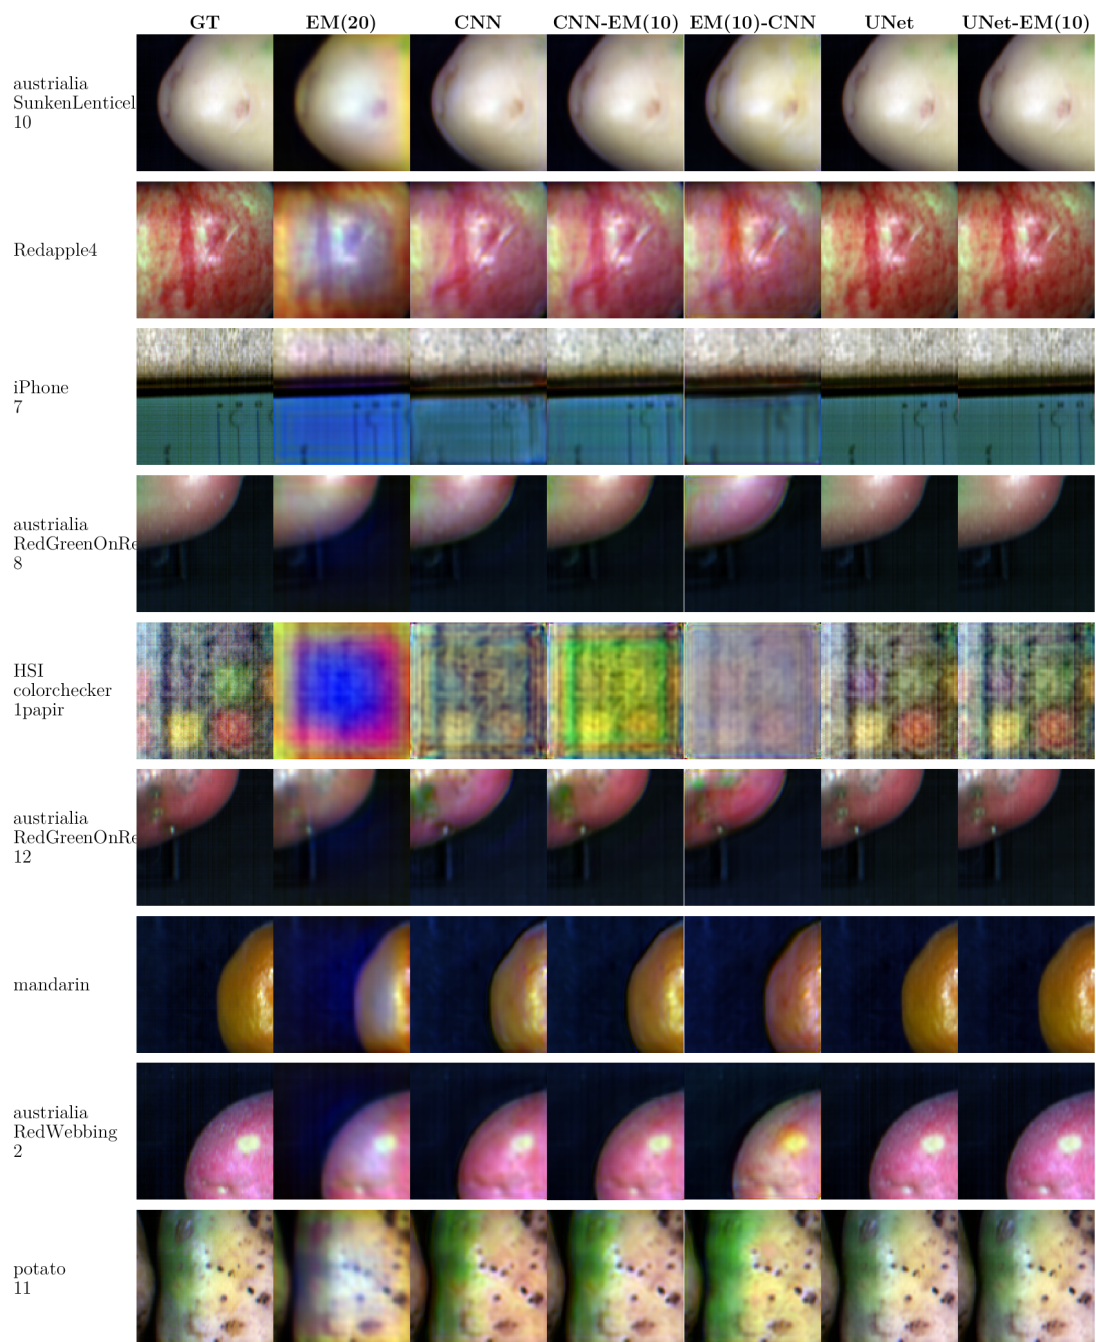 GT EM(20) CNN CNN-EM(10) EM(10)-CNN UNet UNet-EM(10)
austrialia
SunkenLenticel
10
Redapple4
iPhone
7
austrialia
RedGreenOnRe
8
HSI
colorchecker
1papir
austrialia
RedGreenOnRe
12
mandarin
austrialia
RedWebbing
2
potato
11